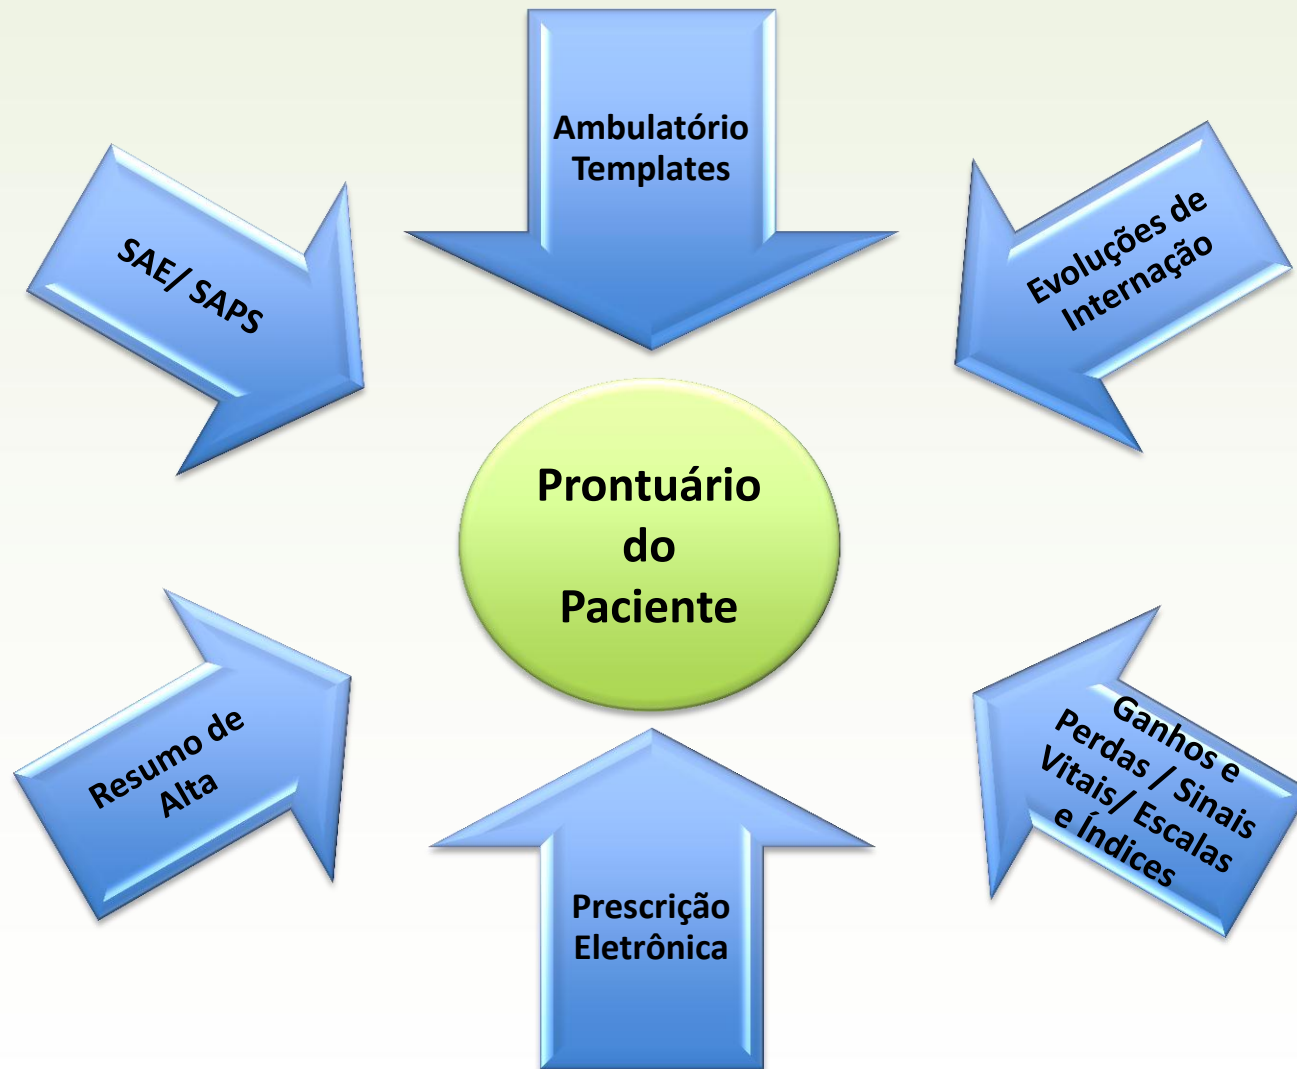 Ambulatório
Templates
SAE/ SAPS
Evoluções de
Internação
Prontuário
do
Paciente
Resumo de
Alta
Ganhos e
Perdas / Sinais
Vitais/ Escalas
e Índices
Prescrição
Eletrônica